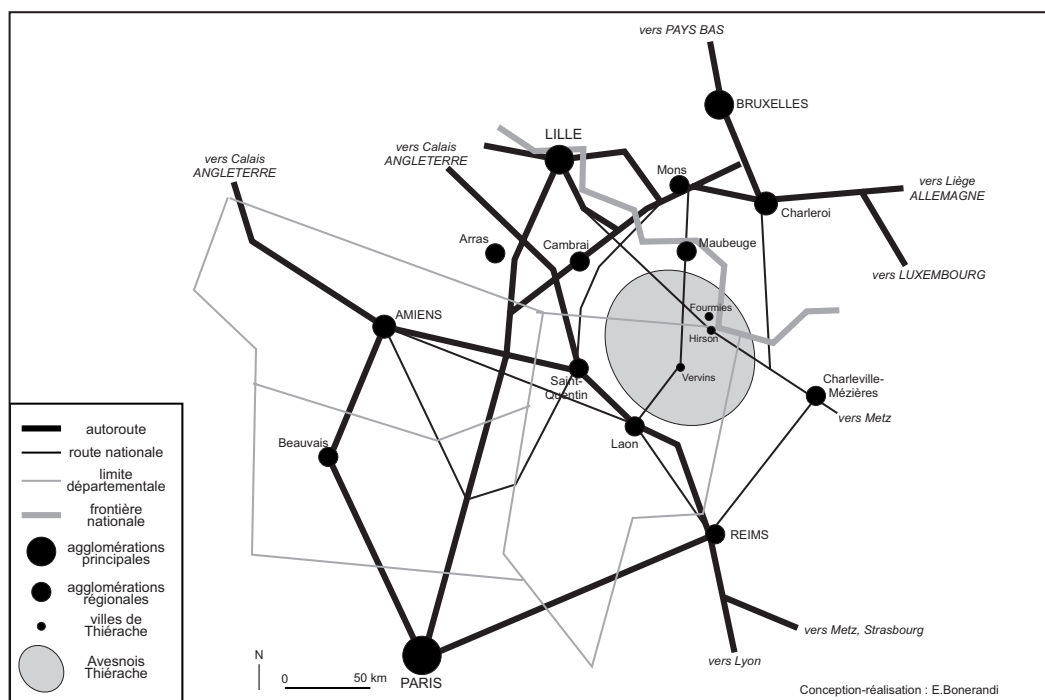 vers PAYS BAS
BRUXELLES
LILLE
vers Calais
ANGLETERRE
vers Calais
ANGLETERRE
Mons
vers Liège
ALLEMAGNE
Charleroi
Arras
Cambrai
Maubeuge
vers LUXEMBOURG
Fournies
AMIENS
Hirson
Saint-
Quentin
Vervins
Charleville-
Mézières
vers Metz
Beauvais
Laon
REIMS
vers Metz, Strasbourg
vers Lyon
PARIS
autoroute
route nationale
limite
départementale
frontière
nationale
agglomérations
principales
agglomérations
régionales
villes de
Thiérache
Avesnois
Thiérache
N
0 50 km
Conception-réalisation : E.Bonerandi